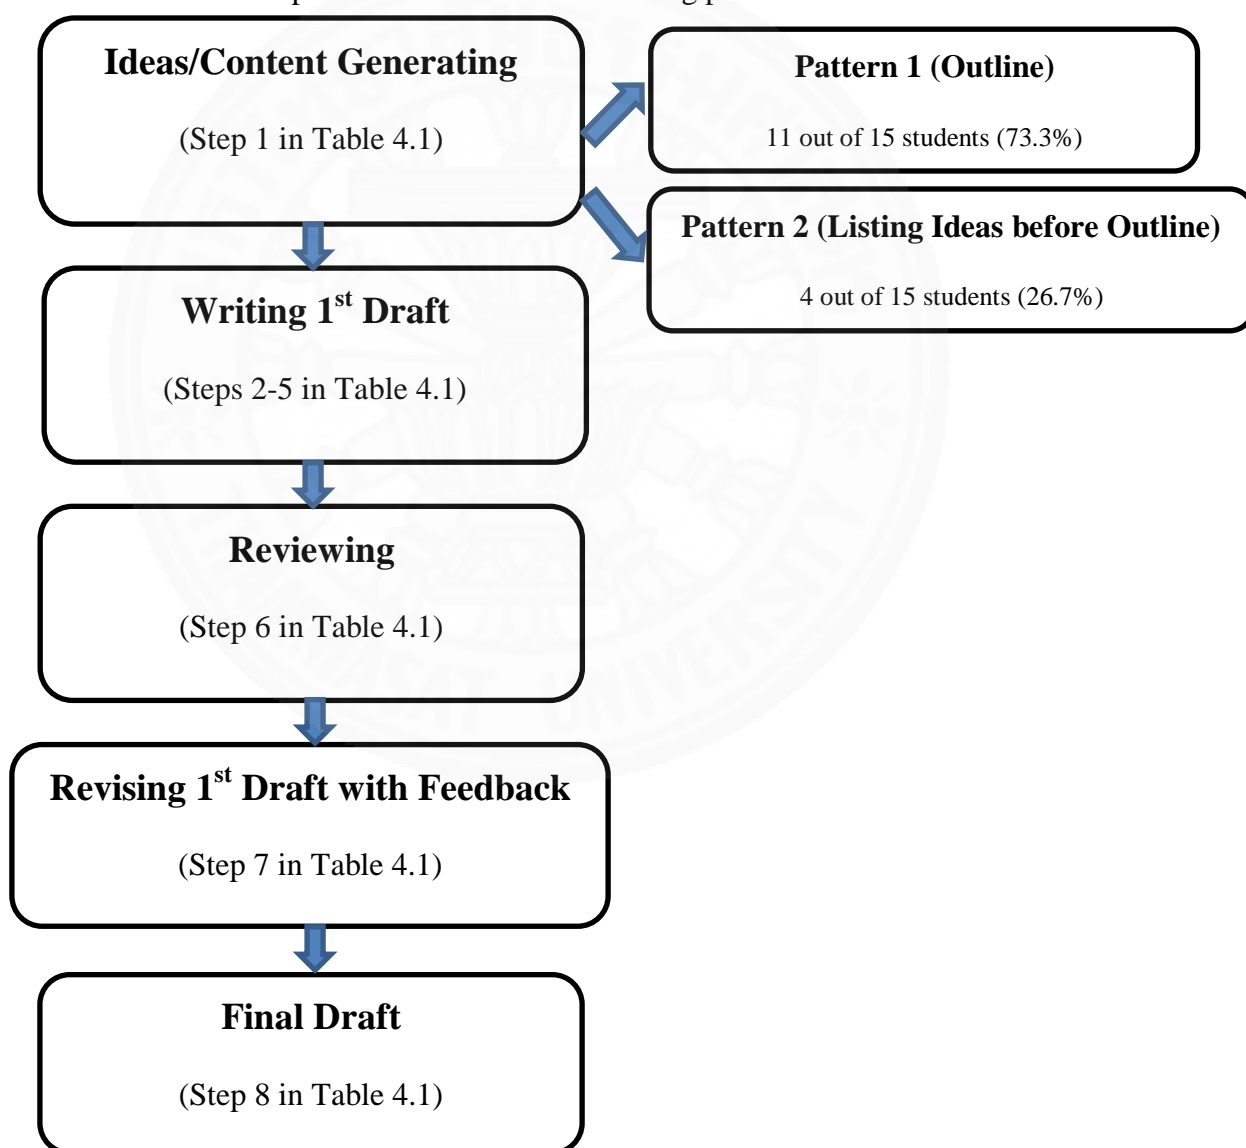 Ideas/Content Generating
(Step 1 in Table 4.1)
Pattern 1 (Outline)
11 out of 15 students (73.3%)
Pattern 2 (Listing Ideas before Outline)
4 out of 15 students (26.7%)
Writing 1st Draft
(Steps 2-5 in Table 4.1)
Reviewing
(Step 6 in Table 4.1)
Revising 1st Draft with Feedback
(Step 7 in Table 4.1)
Final Draft
(Step 8 in Table 4.1)
THAMMASAT UNIVERSITY